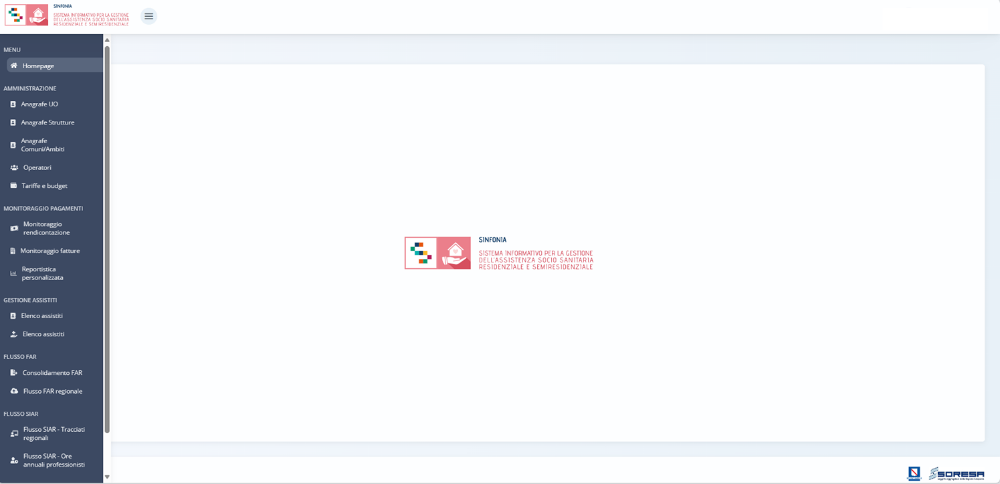 SINFONIA
SISTEMA INFORMATIVO PER LA GESTIONE
DELL'ASSISTENZA SOCIO SANITARIA
RESIDENZIALE E SEMIRESIDENZIALE
MENU
Homepage
AMMINISTRAZIONE
Anagrafe UO
Anagrafe Strutture
Anagrafe
Comuni/Ambiti
Operatori
Tariffe e budget
MONITORAGGIO PAGAMENTI
Monitoraggio
rendicontazione
Monitoraggio fatture
Reportistica
personalizzata
GESTIONE ASSISTITI
Elenco assistiti
Elenco assistiti
FLUSSO FAR
Consolidamento FAR
Flusso FAR regionale
FLUSSO SIAR
Flusso SIAR - Tracciati
regionali
Flusso SIAR - Ore
annuali professionisti
SINFONIA
SISTEMA INFORMATIVO PER LA GESTIONE
DELL'ASSISTENZA SOCIO SANITARIA
RESIDENZIALE E SEMIRESIDENZIALE
SORESA